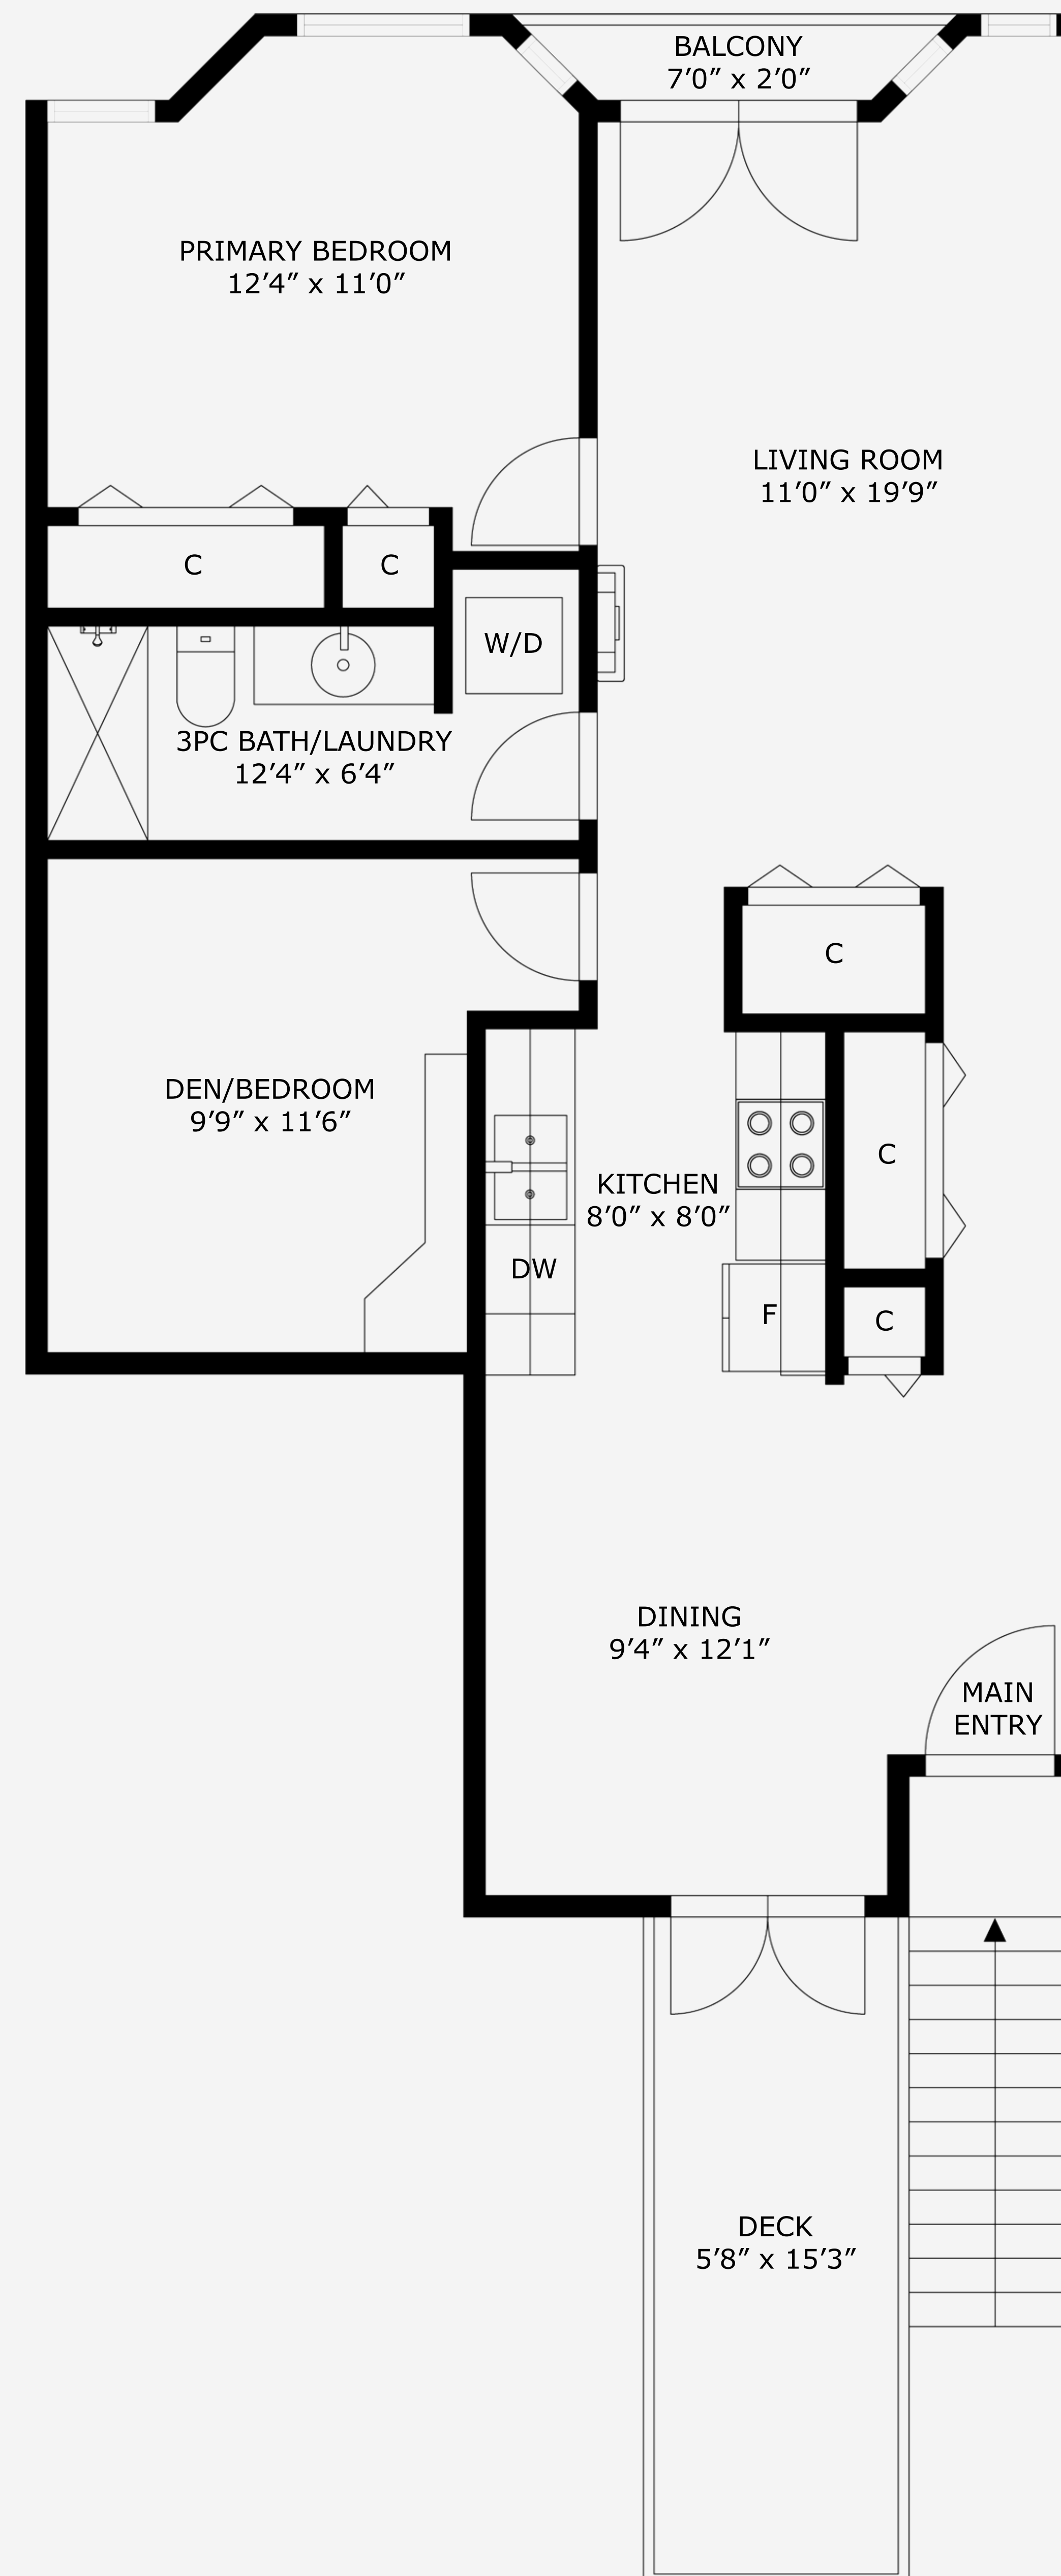 BALCONY
7’0” x 2’0”
PRIMARY BEDROOM
12’4” x 11’0”
LIVING ROOM
11’0” x 19’9”
C
C
W/D
3PC BATH/LAUNDRY
12’4” x 6’4”
C
DEN/BEDROOM
9’9” x 11’6”
C
KITCHEN
8’0” x 8’0”
DW
F
C
DINING
9’4” x 12’1”
MAIN
ENTRY
DECK
5’8” x 15’3”